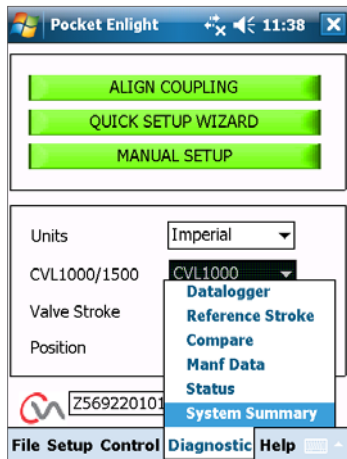 Pocket Enlight 11:38
ALIGN COUPLING
QUICK SETUP WIZARD
MANUAL SETUP
Units Imperial
CVL1000/1500 CVL1000
Valve Stroke
Position
Datalogger
Reference Stroke
Compare
Manf Data
Status
System Summary
Z569220101
File Setup Control Diagnostic Help